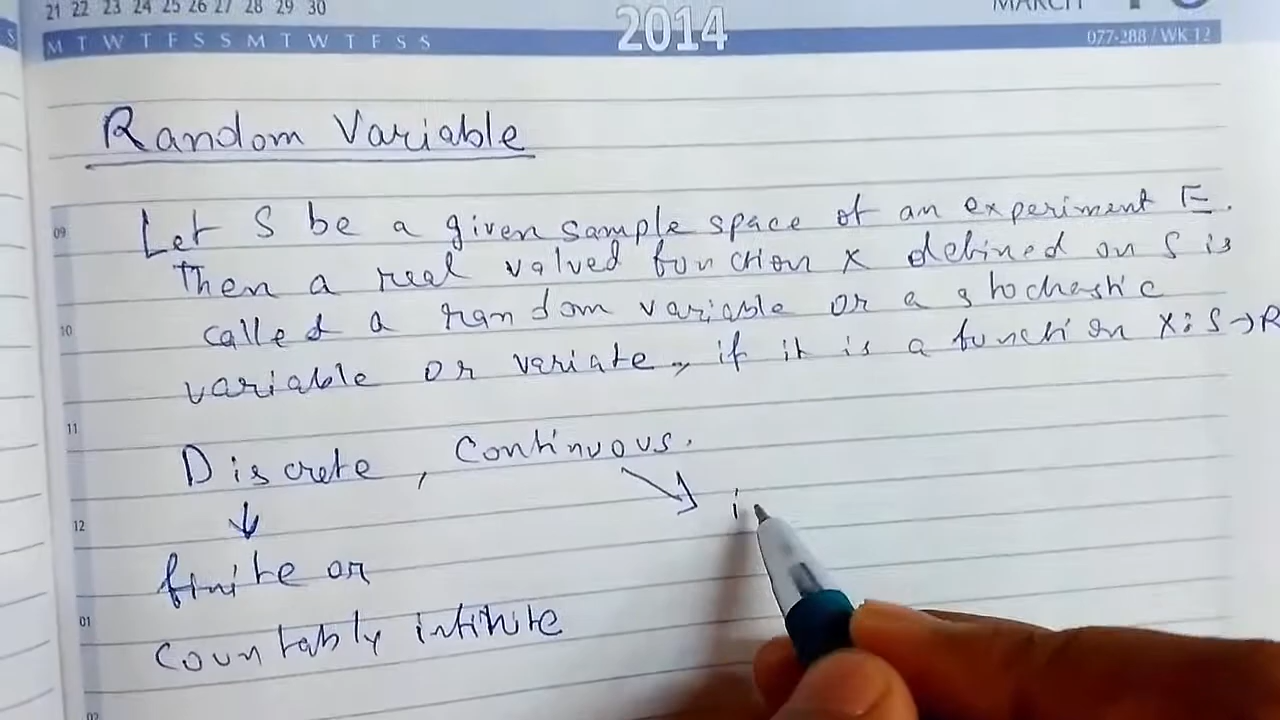 21 22 23 24 25 26 27 28 29 30
MARCH
S
M T W T F S S M T W T F S S
2014
077-288 / WK 12
Random Variable
09
Let S be a given sample space of an experiment E.
Then a real valued function X defined on S is
10
called a random variable or a stochastic
variable or variate, if it is a function X: S→R
11
Discrete, Continuous.
12
i
finite or
01
Countably infinite
02